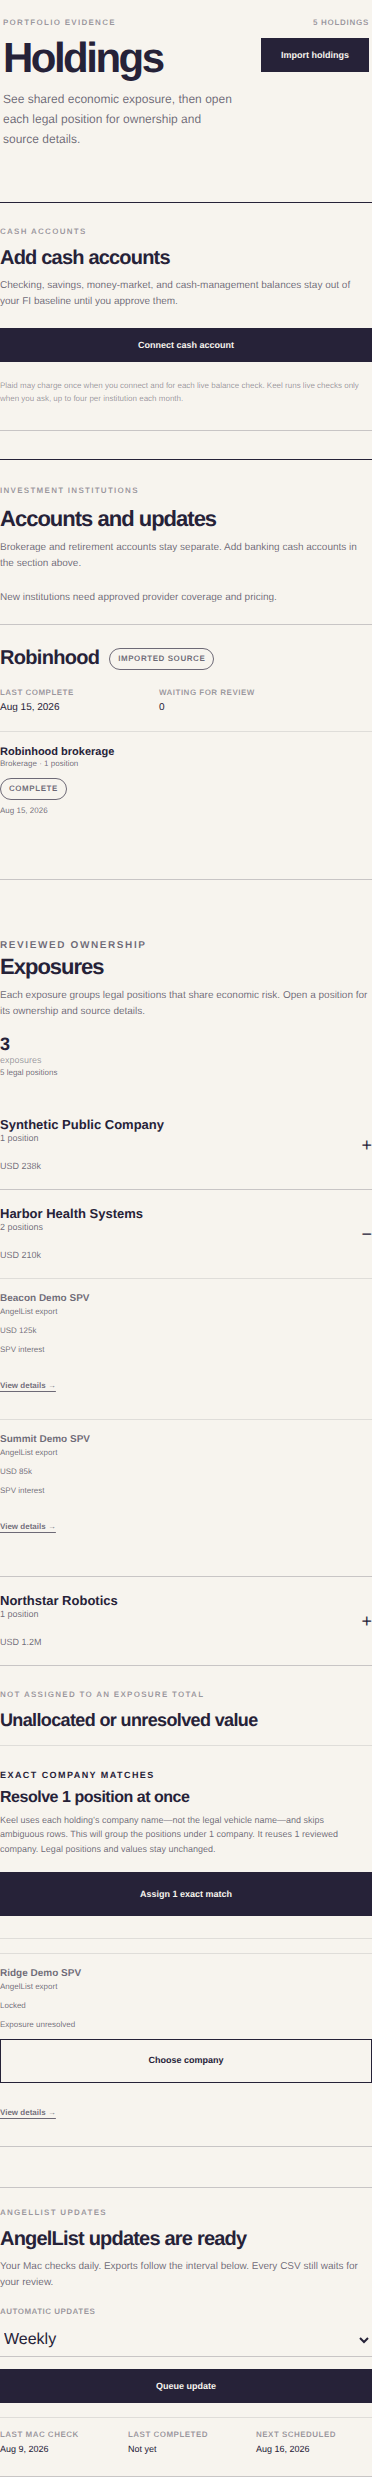 PORTFOLIO EVIDENCE
5 HOLDINGS
Holdings
Import holdings
See shared economic exposure, then open
each legal position for ownership and
source details.
CASH ACCOUNTS
Add cash accounts
Checking, savings, money-market, and cash-management balances stay out of
your FI baseline until you approve them.
Connect cash account
Plaid may charge once when you connect and for each live balance check. Keel runs live checks only
when you ask, up to four per institution each month.
INVESTMENT INSTITUTIONS
Accounts and updates
Brokerage and retirement accounts stay separate. Add banking cash accounts in
the section above.
New institutions need approved provider coverage and pricing.
Robinhood IMPORTED SOURCE
LAST COMPLETE WAITING FOR REVIEW
Aug 15, 2026 0
Robinhood brokerage
Brokerage · 1 position
COMPLETE
Aug 15, 2026
REVIEWED OWNERSHIP
Exposures
Each exposure groups legal positions that share economic risk. Open a position for
its ownership and source details.
3
exposures
5 legal positions
Synthetic Public Company
1 position
+
USD 238k
Harbor Health Systems
2 positions
−
USD 210k
Beacon Demo SPV
AngelList export
USD 125k
SPV interest
View details →
Summit Demo SPV
AngelList export
USD 85k
SPV interest
View details →
Northstar Robotics
1 position
+
USD 1.2M
NOT ASSIGNED TO AN EXPOSURE TOTAL
Unallocated or unresolved value
EXACT COMPANY MATCHES
Resolve 1 position at once
Keel uses each holding's company name—not the legal vehicle name—and skips
ambiguous rows. This will group the positions under 1 company. It reuses 1 reviewed
company. Legal positions and values stay unchanged.
Assign 1 exact match
Ridge Demo SPV
AngelList export
Locked
Exposure unresolved
Choose company
View details →
ANGELLIST UPDATES
AngelList updates are ready
Your Mac checks daily. Exports follow the interval below. Every CSV still waits for
your review.
AUTOMATIC UPDATES
Weekly
Queue update
LAST MAC CHECK LAST COMPLETED NEXT SCHEDULED
Aug 9, 2026 Not yet Aug 16, 2026